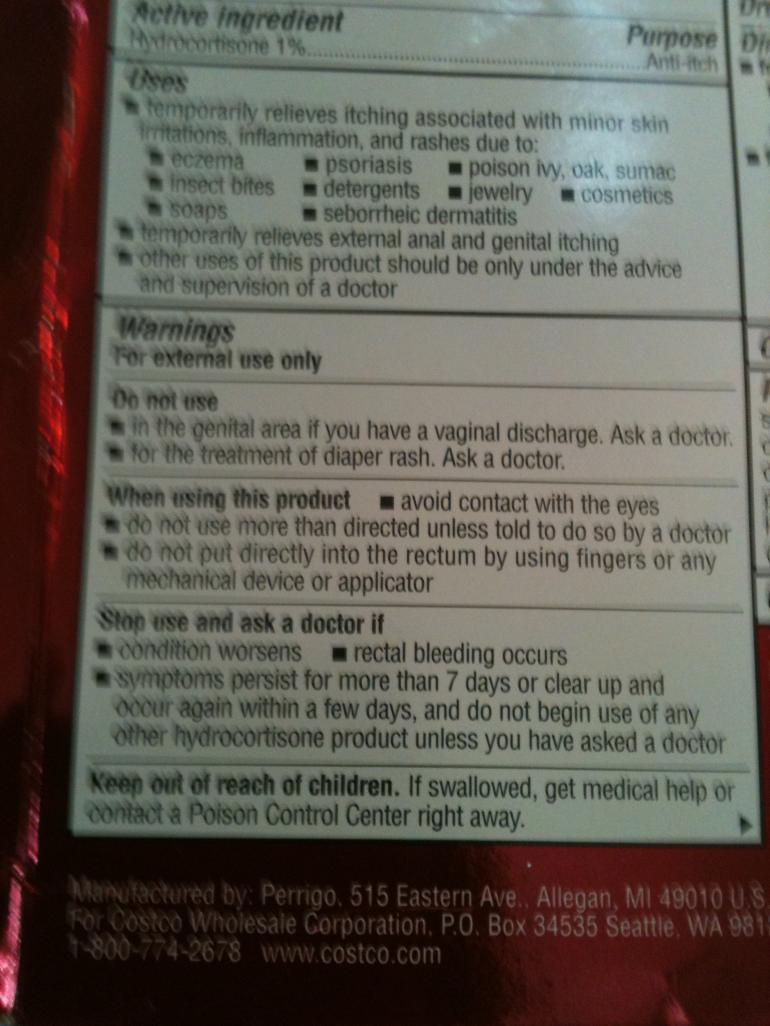 Active ingredient Purpose
Hydrocortisone 1%......Anti-itch
Uses
■ temporarily relieves itching associated with minor skin
irritations, inflammation, and rashes due to:
■ eczema ■ psoriasis ■ poison ivy, oak, sumac
■ insect bites ■ detergents ■ jewelry ■ cosmetics
■ soaps ■ seborrheic dermatitis
■ temporarily relieves external anal and genital itching
■ other uses of this product should be only under the advice
and supervision of a doctor
Warnings
For external use only
Do not use
■ in the genital area if you have a vaginal discharge. Ask a doctor.
■ for the treatment of diaper rash. Ask a doctor.
When using this product ■ avoid contact with the eyes
■ do not use more than directed unless told to do so by a doctor
■ do not put directly into the rectum by using fingers or any
mechanical device or applicator
Stop use and ask a doctor if
■ condition worsens ■ rectal bleeding occurs
■ symptoms persist for more than 7 days or clear up and
occur again within a few days, and do not begin use of any
other hydrocortisone product unless you have asked a doctor
Keep out of reach of children. If swallowed, get medical help or
contact a Poison Control Center right away.
Manufactured by: Perrigo, 515 Eastern Ave., Allegan, MI 49010 U.S.
For Costco Wholesale Corporation, P.O. Box 34535 Seattle, WA 981
1-800-774-2678 www.costco.com